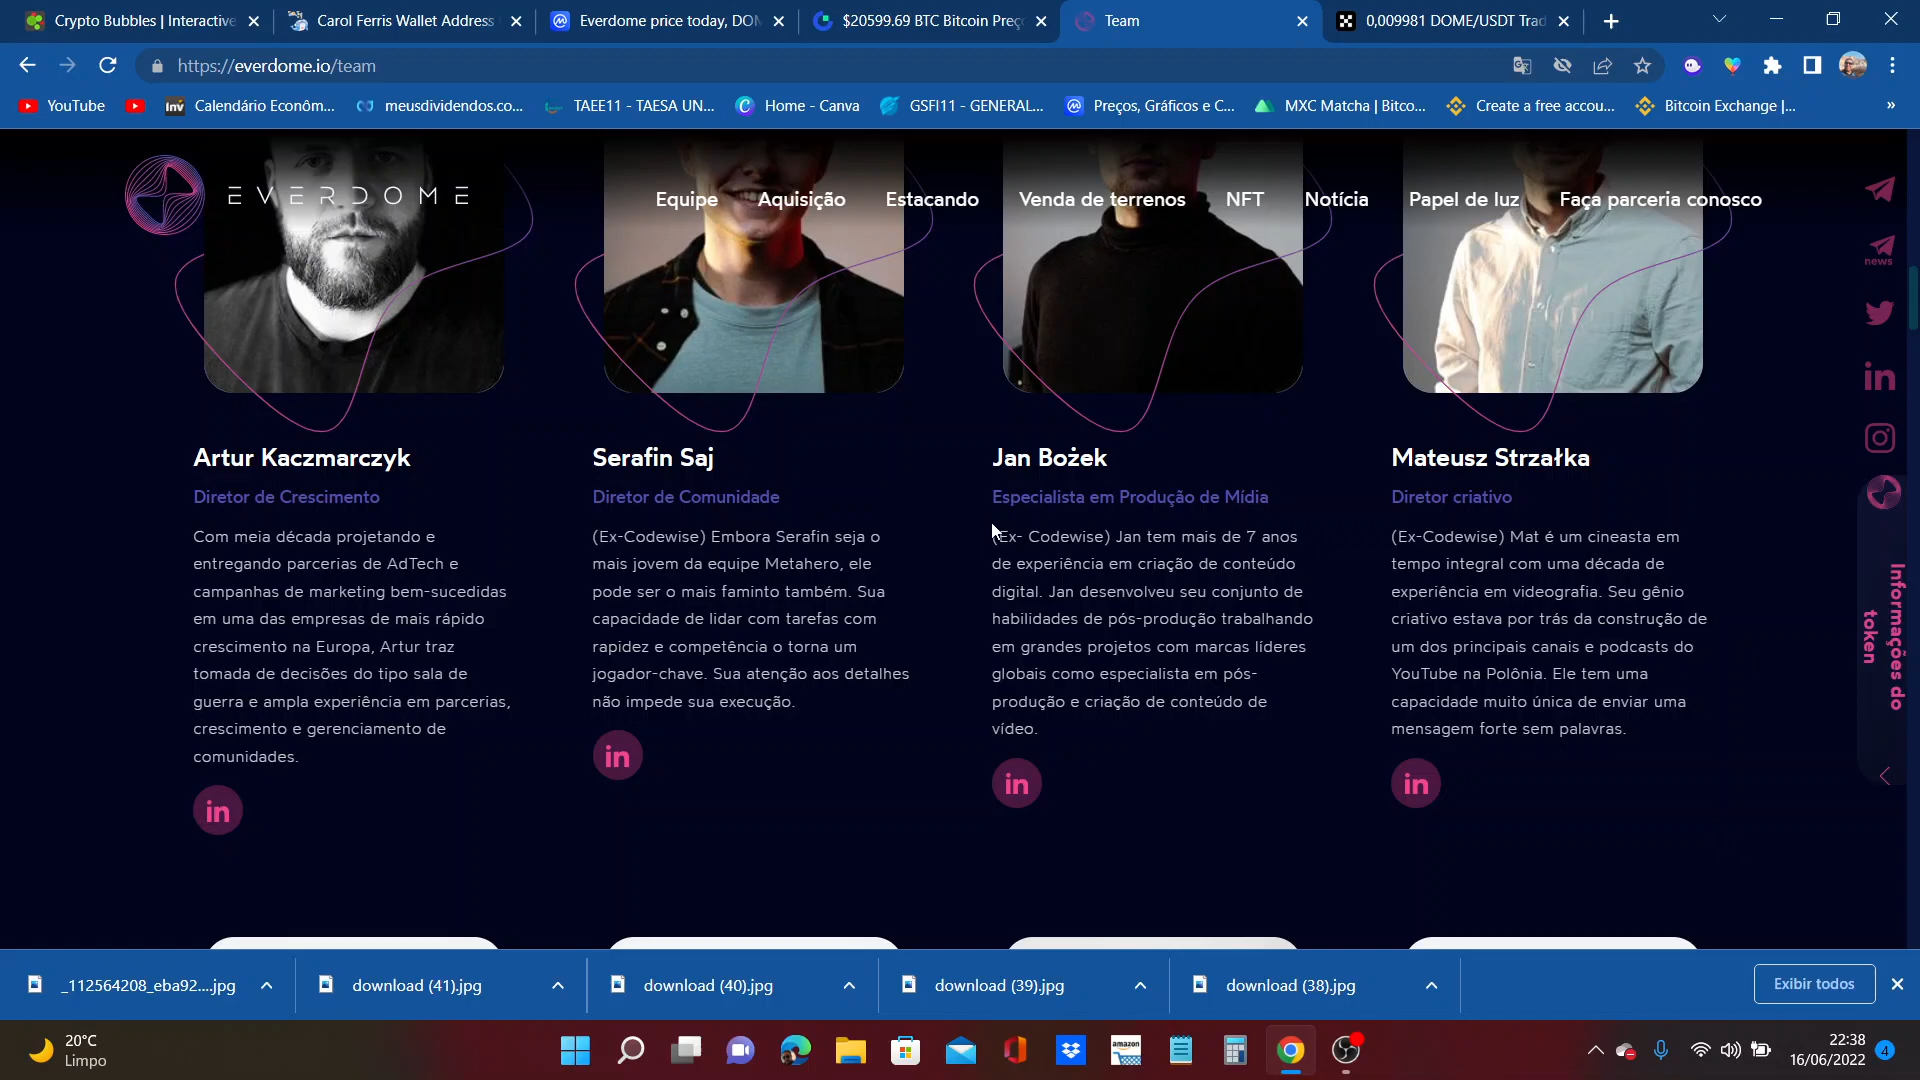 Crypto Bubbles | Interactive
Carol Ferris Wallet Address
Everdome price today, DOM
$20599.69 BTC Bitcoin Preço
Team
0,009981 DOME/USDT Trad
https://everdome.io/team
YouTube
Inv Calendário Econôm...
meusdividendos.co...
TAEE11 - TAESA UN...
Home - Canva
GSFI11 - GENERAL...
Preços, Gráficos e C...
MXC Matcha | Bitco...
Create a free accou...
Bitcoin Exchange |...
EVERDOME
Equipe
Aquisição
Estacando
Venda de terrenos
NFT
Notícia
Papel de luz
Faça parceria conosco
news
Artur Kaczmarczyk
Diretor de Crescimento
Com meia década projetando e
entregando parcerias de AdTech e
campanhas de marketing bem-sucedidas
em uma das empresas de mais rápido
crescimento na Europa, Artur traz
tomada de decisões do tipo sala de
guerra e ampla experiência em parcerias,
crescimento e gerenciamento de
comunidades.
in
Serafin Saj
Diretor de Comunidade
(Ex-Codewise) Embora Serafin seja o
mais jovem da equipe Metahero, ele
pode ser o mais faminto também. Sua
capacidade de lidar com tarefas com
rapidez e competência o torna um
jogador-chave. Sua atenção aos detalhes
não impede sua execução.
in
Jan Bożek
Especialista em Produção de Mídia
(Ex- Codewise) Jan tem mais de 7 anos
de experiência em criação de conteúdo
digital. Jan desenvolveu seu conjunto de
habilidades de pós-produção trabalhando
em grandes projetos com marcas líderes
globais como especialista em pós-
produção e criação de conteúdo de
vídeo.
in
Mateusz Strzałka
Diretor criativo
(Ex-Codewise) Mat é um cineasta em
tempo integral com uma década de
experiência em videografia. Seu gênio
criativo estava por trás da construção de
um dos principais canais e podcasts do
YouTube na Polônia. Ele tem uma
capacidade muito única de enviar uma
mensagem forte sem palavras.
in
in
Informações do
token
_112564208_eba92....jpg
download (41).jpg
download (40).jpg
download (39).jpg
download (38).jpg
Exibir todos
20°C
Limpo
amazon
22:38
16/06/2022
4